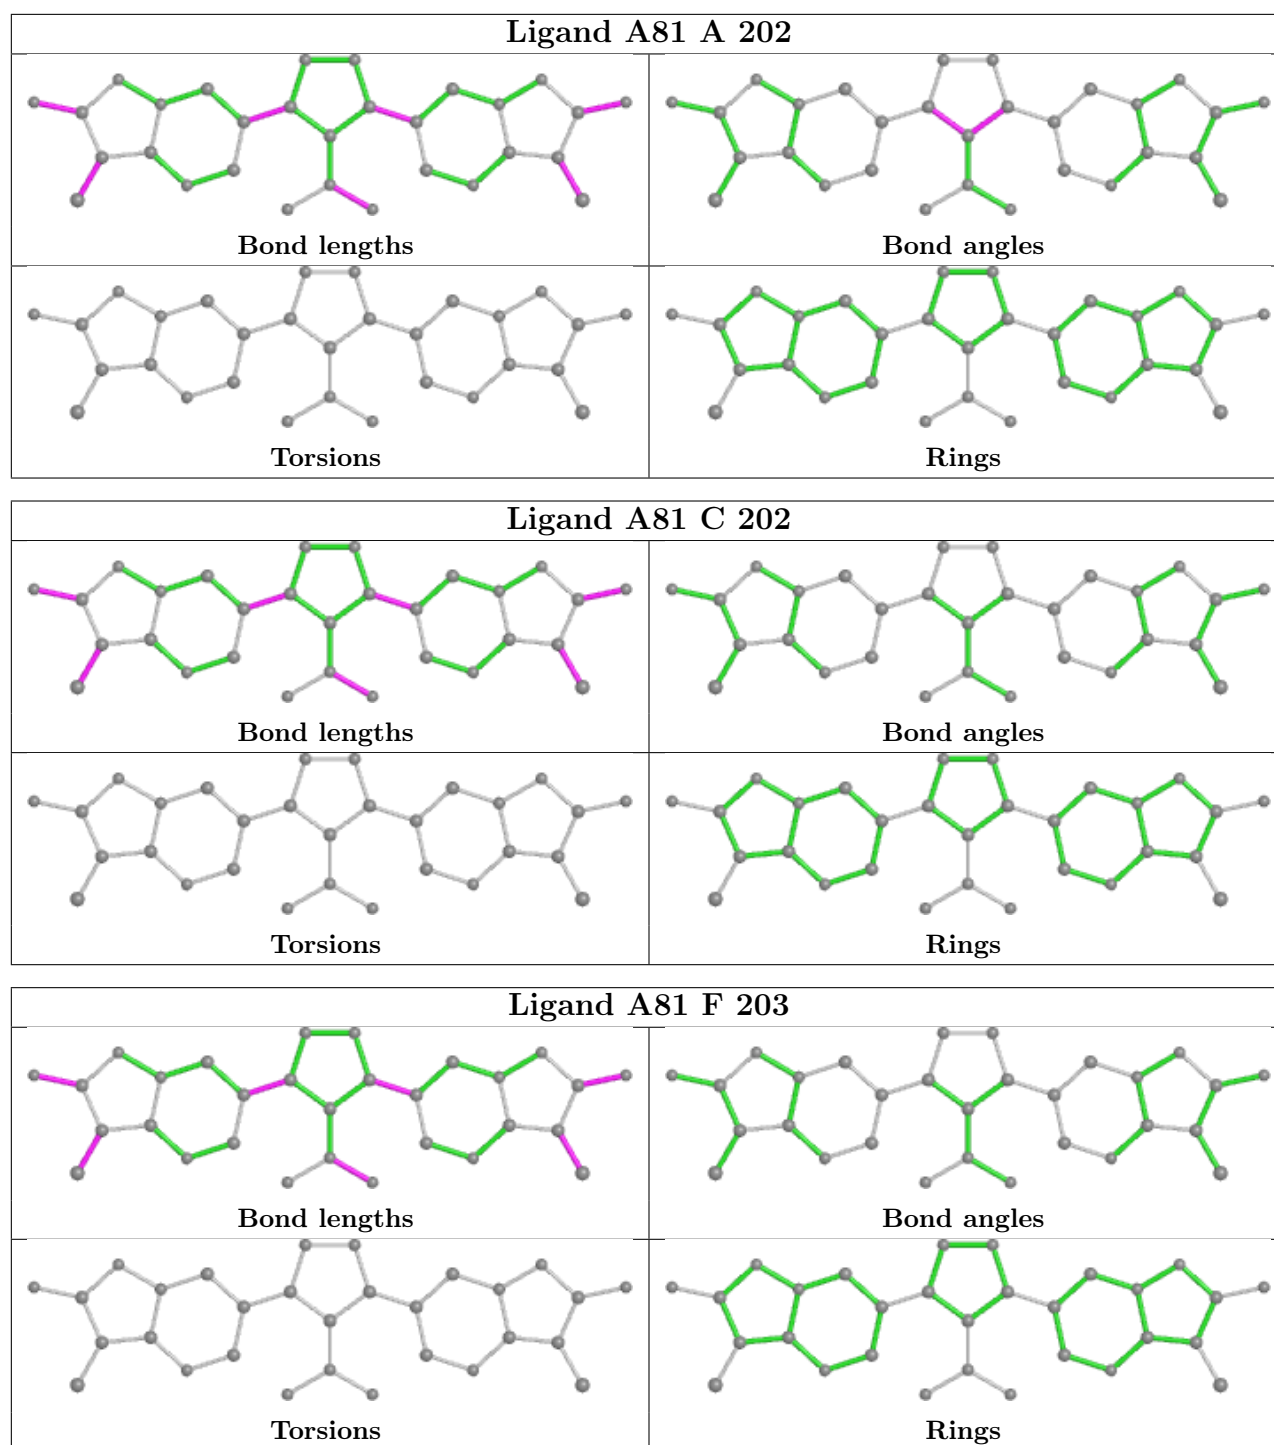 Ligand A81 A 202
Bond lengths
Bond angles
Torsions
Rings
Ligand A81 C 202
Bond lengths
Bond angles
Torsions
Rings
Ligand A81 F 203
Bond lengths
Bond angles
Torsions
Rings